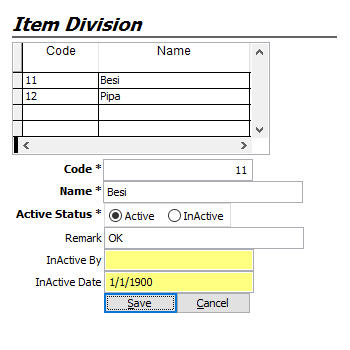 Item Division
Code Name
11 Besi
12 Pipa
Code * 11
Name * Besi
Active Status * Active InActive
Remark OK
InActive By
InActive Date 1/1/1900
Save Cancel